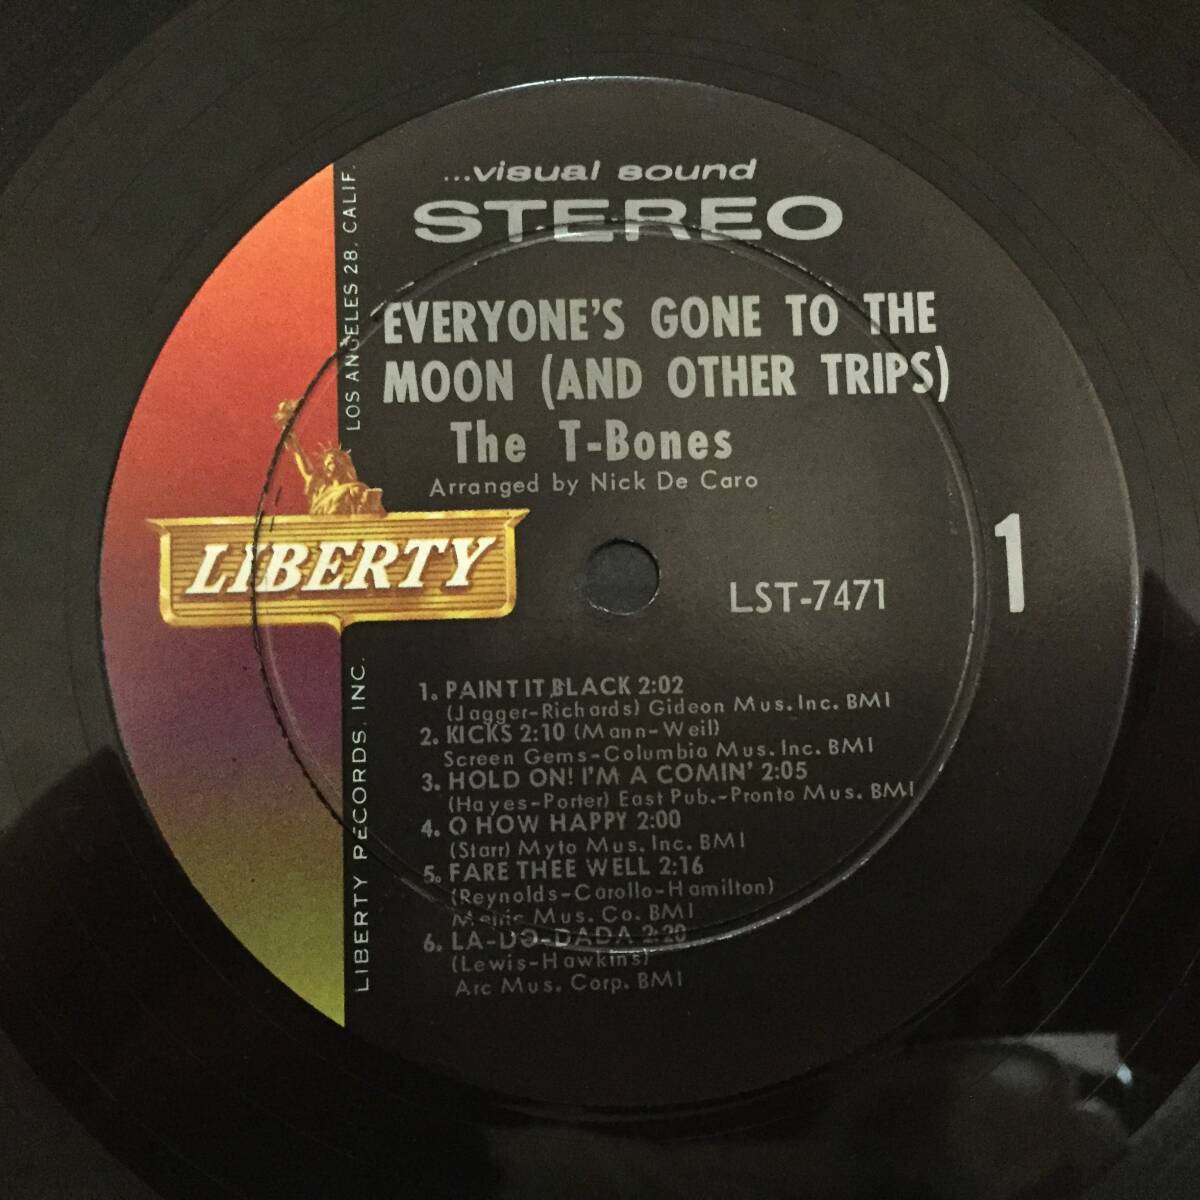 ...visual sound
STEREO
EVERYONE'S GONE TO THE
MOON (AND OTHER TRIPS)
The T-Bones
Arranged by Nick De Caro
LIBERTY
LST-7471
1
1. PAINT IT BLACK 2:02
(Jagger-Richards) Gideon Mus. Inc. BMI
2. KICKS 2:10 (Mann-Weil)
Screen Gems-Columbia Mus. Inc. BMI
3. HOLD ON! I'M A COMIN' 2:05
(Hayes-Porter) East Pub.-Pronto Mus. BMI
4. O HOW HAPPY 2:00
(Starr) Myto Mus. Inc. BMI
5. FARE THEE WELL 2:16
(Reynolds-Carollo-Hamilton)
Mus. Co. BMI
6. LA-DO-DADA 2:20
(Lewis-Hawkins)
Arc Mus. Corp. BMI
LIBERTY RECORDS, INC.
LOS ANGELES 28, CALIF.